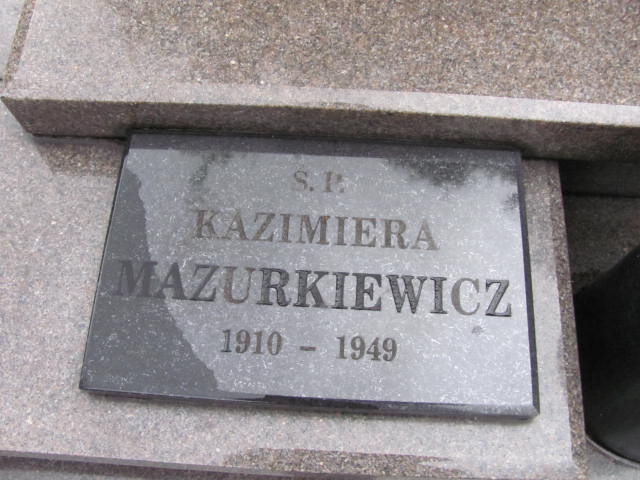 S. P.
KAZIMIERA
MAZURKIEWICZ
1910 – 1949